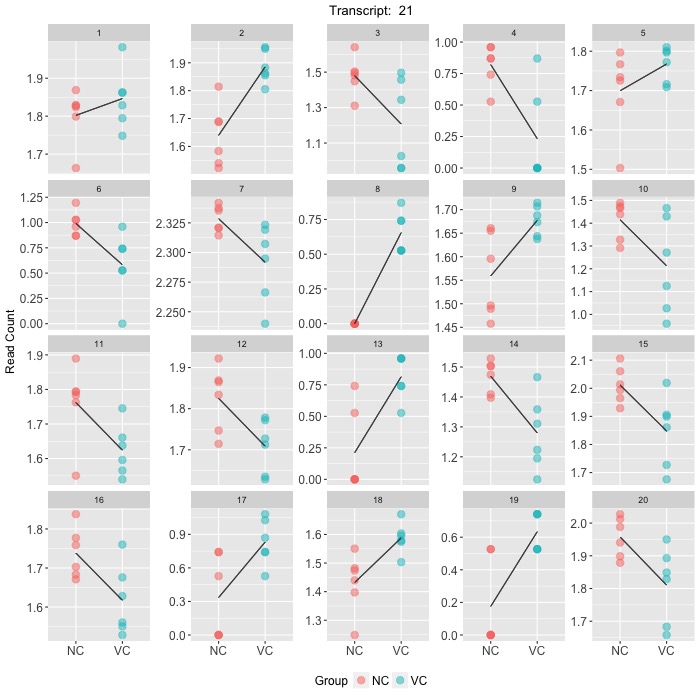 Transcript: 21
1 2 3 4 5
1.9 1.8 1.7
1.9 1.8 1.7 1.6
1.5 1.3 1.1
1.00 0.75 0.50 0.25 0.00
1.8 1.7 1.6 1.5
6 7 8 9 10
1.25 1.00 0.75 0.50 0.25 0.00
2.325 2.300 2.275 2.250
0.75 0.50 0.25 0.00
1.70 1.65 1.60 1.55 1.50 1.45
1.5 1.4 1.3 1.2 1.1 1.0
Read Count
11 12 13 14 15
1.9 1.8 1.7 1.6
1.9 1.8 1.7
1.00 0.75 0.50 0.25 0.00
1.5 1.4 1.3 1.2
2.1 2.0 1.9 1.8 1.7
16 17 18 19 20
1.8 1.7 1.6
0.9 0.6 0.3 0.0
1.6 1.5 1.4 1.3
0.6 0.4 0.2 0.0
2.0 1.9 1.8 1.7
NC VC NC VC NC VC NC VC NC VC
Group NC VC